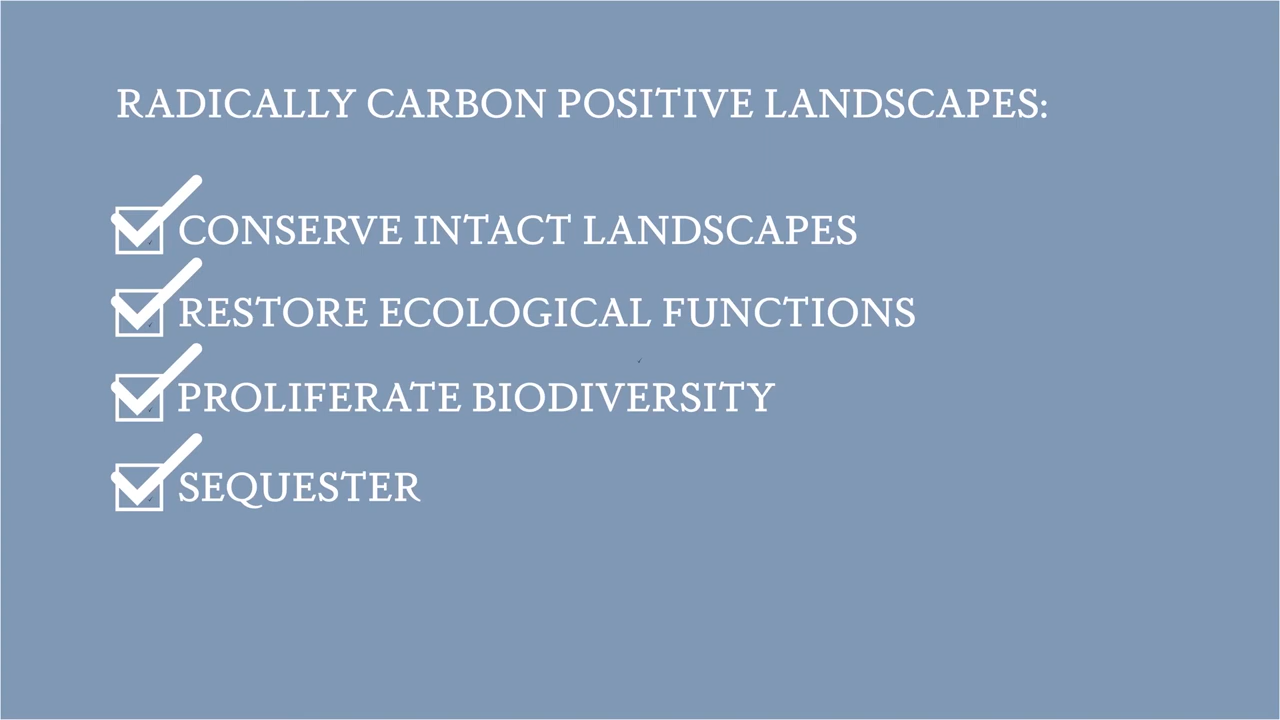 RADICALLY CARBON POSITIVE LANDSCAPES:
CONSERVE INTACT LANDSCAPES
RESTORE ECOLOGICAL FUNCTIONS
PROLIFERATE BIODIVERSITY
SEQUESTER